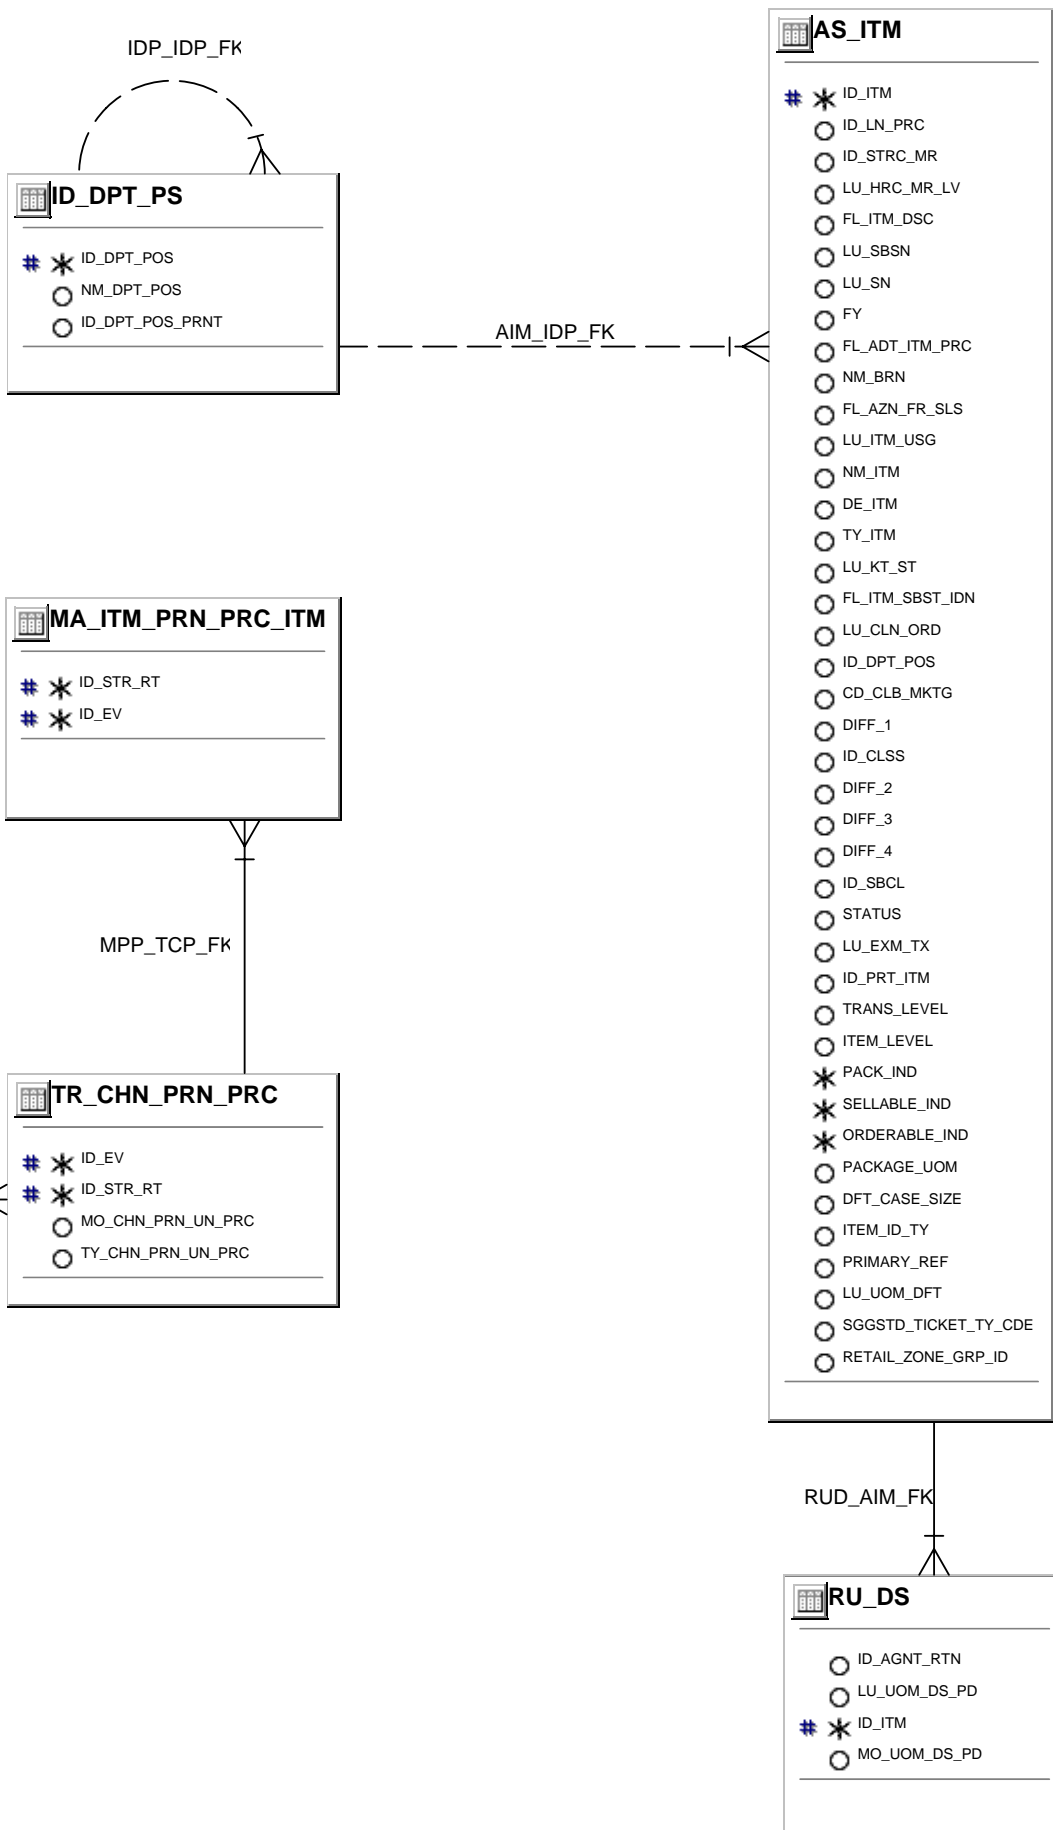 IDP_IDP_FK
ID_DPT_PS
# * ID_DPT_POS
NM_DPT_POS
ID_DPT_POS_PRNT
AIM_IDP_FK
MA_ITM_PRN_PRC_ITM
# * ID_STR_RT
# * ID_EV
MPP_TCP_FK
TR_CHN_PRN_PRC
# * ID_EV
# * ID_STR_RT
MO_CHN_PRN_UN_PRC
TY_CHN_PRN_UN_PRC
AS_ITM
# * ID_ITM
ID_LN_PRC
ID_STRC_MR
LU_HRC_MR_LV
FL_ITM_DSC
LU_SBSN
LU_SN
FY
FL_ADT_ITM_PRC
NM_BRN
FL_AZN_FR_SLS
LU_ITM_USG
NM_ITM
DE_ITM
TY_ITM
LU_KT_ST
FL_ITM_SBST_IDN
LU_CLN_ORD
ID_DPT_POS
CD_CLB_MKTG
DIFF_1
ID_CLSS
DIFF_2
DIFF_3
DIFF_4
ID_SBCL
STATUS
LU_EXM_TX
ID_PRT_ITM
TRANS_LEVEL
ITEM_LEVEL
* PACK_IND
* SELLABLE_IND
* ORDERABLE_IND
PACKAGE_UOM
DFT_CASE_SIZE
ITEM_ID_TY
PRIMARY_REF
LU_UOM_DFT
SGGSTD_TICKET_TY_CDE
RETAIL_ZONE_GRP_ID
RUD_AIM_FK
RU_DS
ID_AGNT_RTN
LU_UOM_DS_PD
# * ID_ITM
MO_UOM_DS_PD